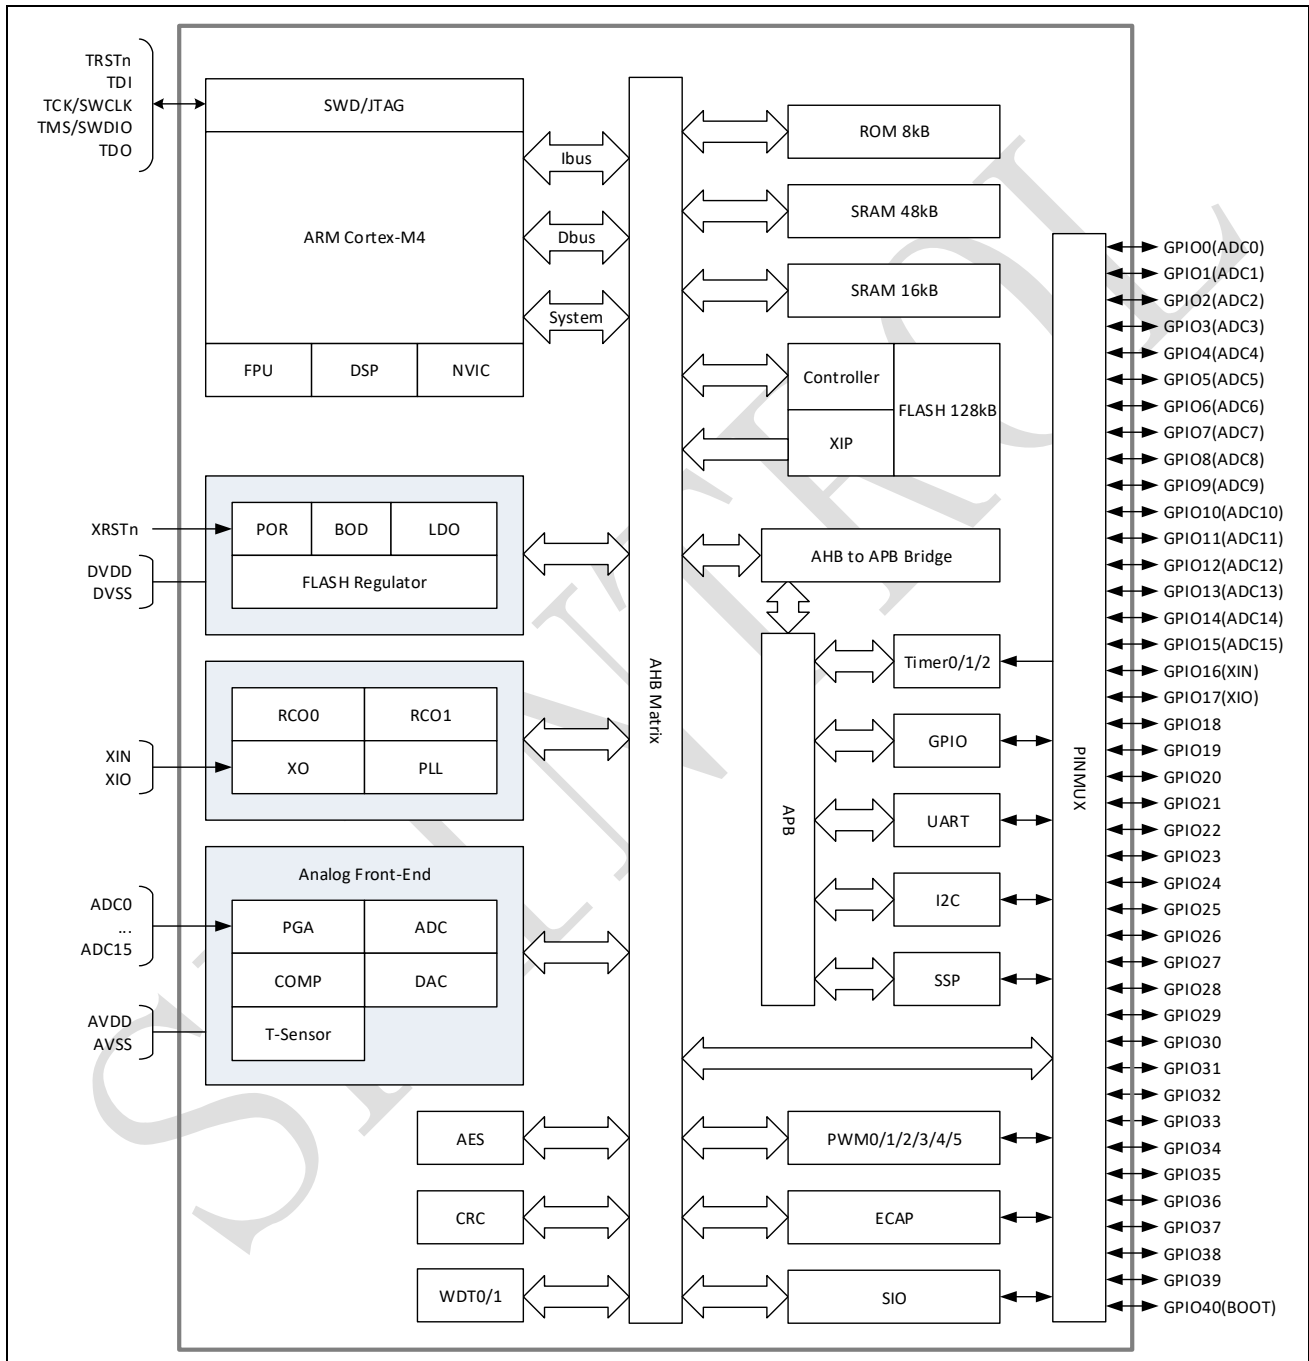 TRSTn
TDI
TCK/SWCLK
TMS/SWDIO
TDO
SWD/JTAG
ARM Cortex-M4
FPU
DSP
NVIC
Ibus
Dbus
System
XRSTn
DVDD
DVSS
POR
BOD
LDO
FLASH Regulator
XIN
XIO
RCO0
RCO1
XO
PLL
Analog Front-End
ADC0
...
ADC15
AVDD
AVSS
PGA
ADC
COMP
DAC
T-Sensor
AES
CRC
WDT0/1
AHB Matrix
ROM 8kB
SRAM 48kB
SRAM 16kB
Controller
XIP
FLASH 128kB
AHB to APB Bridge
APB
Timer0/1/2
GPIO
UART
I2C
SSP
PWM0/1/2/3/4/5
ECAP
SIO
PINMUX
GPIO0(ADC0)
GPIO1(ADC1)
GPIO2(ADC2)
GPIO3(ADC3)
GPIO4(ADC4)
GPIO5(ADC5)
GPIO6(ADC6)
GPIO7(ADC7)
GPIO8(ADC8)
GPIO9(ADC9)
GPIO10(ADC10)
GPIO11(ADC11)
GPIO12(ADC12)
GPIO13(ADC13)
GPIO14(ADC14)
GPIO15(ADC15)
GPIO16(XIN)
GPIO17(XIO)
GPIO18
GPIO19
GPIO20
GPIO21
GPIO22
GPIO23
GPIO24
GPIO25
GPIO26
GPIO27
GPIO28
GPIO29
GPIO30
GPIO31
GPIO32
GPIO33
GPIO34
GPIO35
GPIO36
GPIO37
GPIO38
GPIO39
GPIO40(BOOT)